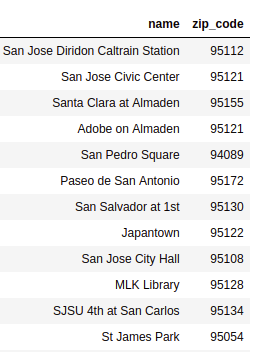 name zip_code
San Jose Diridon Caltrain Station 95112
San Jose Civic Center 95121
Santa Clara at Almaden 95155
Adobe on Almaden 95121
San Pedro Square 94089
Paseo de San Antonio 95172
San Salvador at 1st 95130
Japantown 95122
San Jose City Hall 95108
MLK Library 95128
SJSU 4th at San Carlos 95134
St James Park 95054